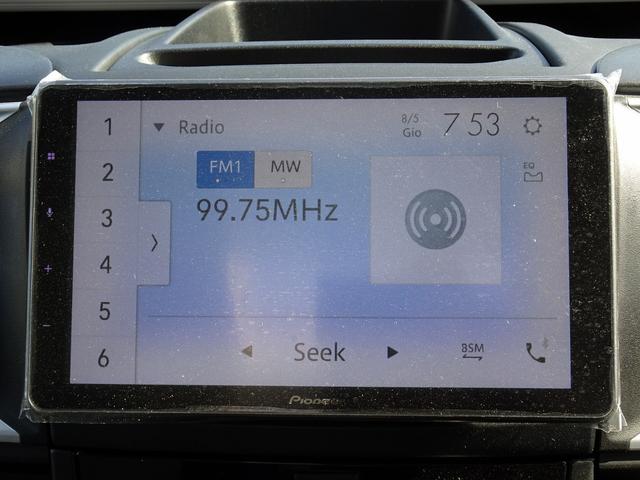 1
2
3
4
5
6
Radio
8/5
Gio
7 53
FM1
MW
EQ
99.75MHz
Seek
BSM
Pioneer